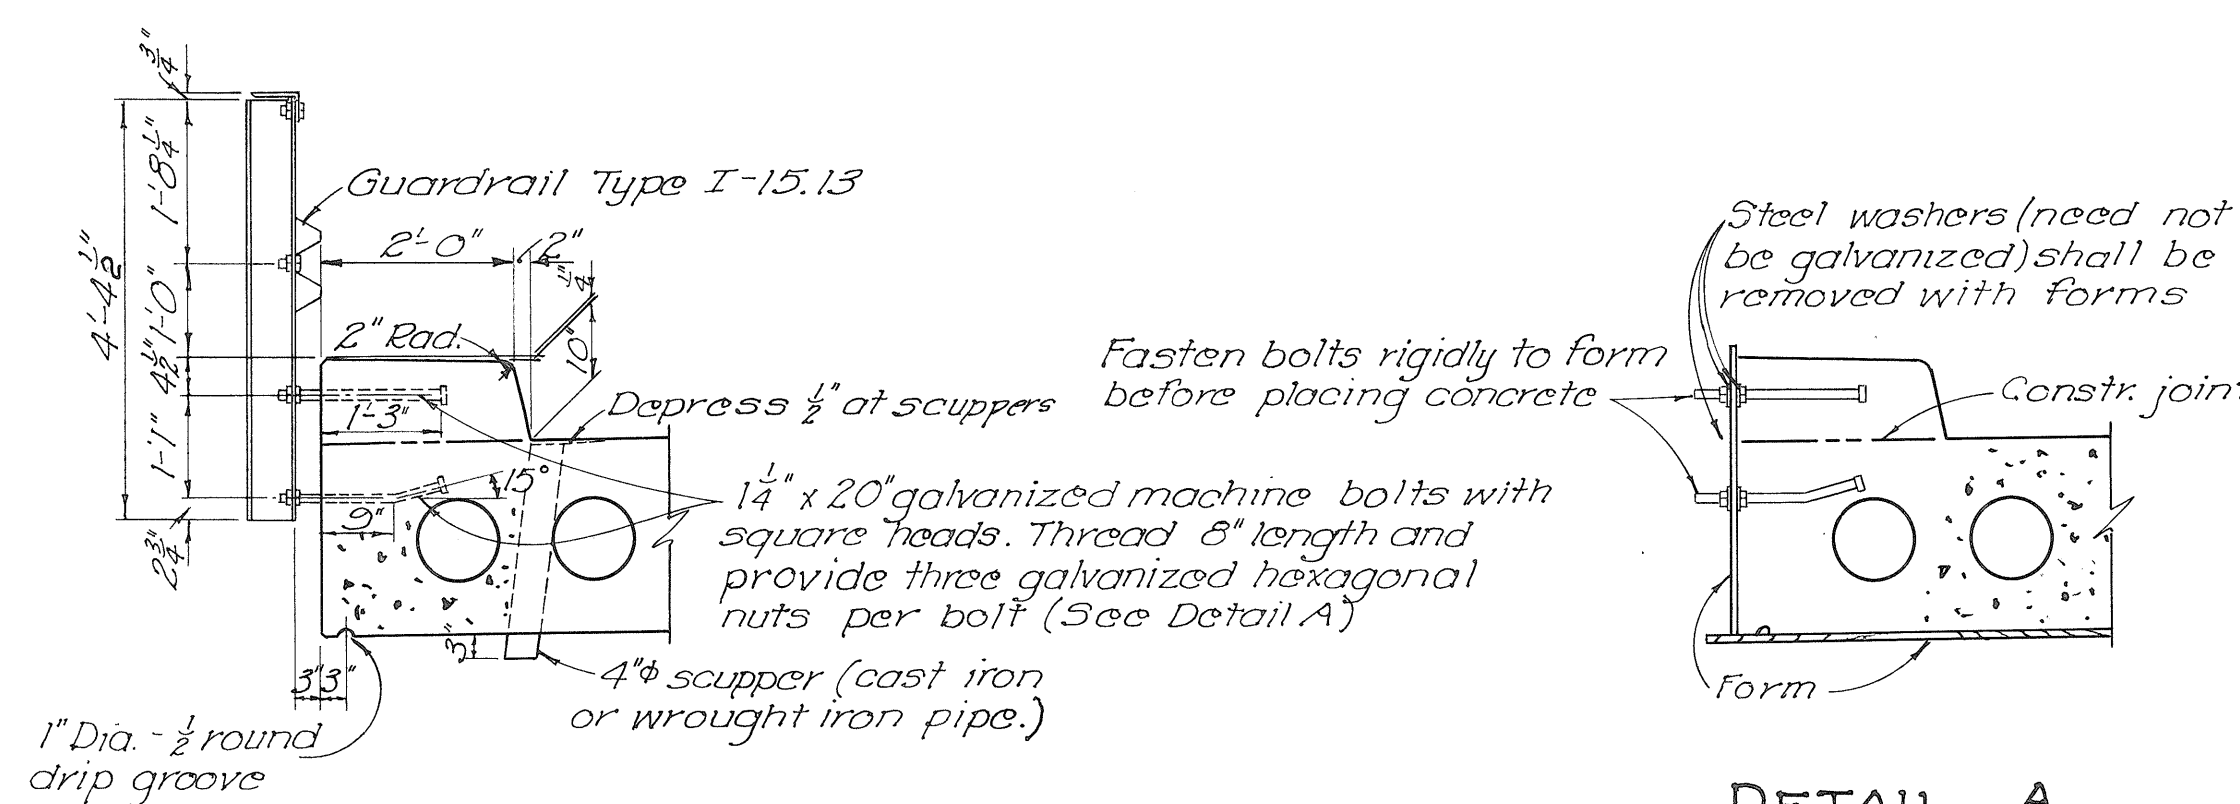 3/4"
4'-4 1/2"
1'-8 1/4"
1'-0"
4 1/2"
1'-1"
2 3/4"
Guardrail Type I-15.13
2'-0"
2"
1/4"
10"
2" Rad.
1'-3"
Depress 1/2" at scuppers
15°
9"
1 1/4" x 20" galvanized machine bolts with
square heads. Thread 8" length and
provide three galvanized hexagonal
nuts per bolt (See Detail A)
3"
3"
3"
4"Φ scupper (cast iron
or wrought iron pipe.)
1" Dia. - 1/2 round
drip groove
Steel washers (need not
be galvanized) shall be
removed with forms
Fasten bolts rigidly to form
before placing concrete
Constr. joint
Form
DETAIL A